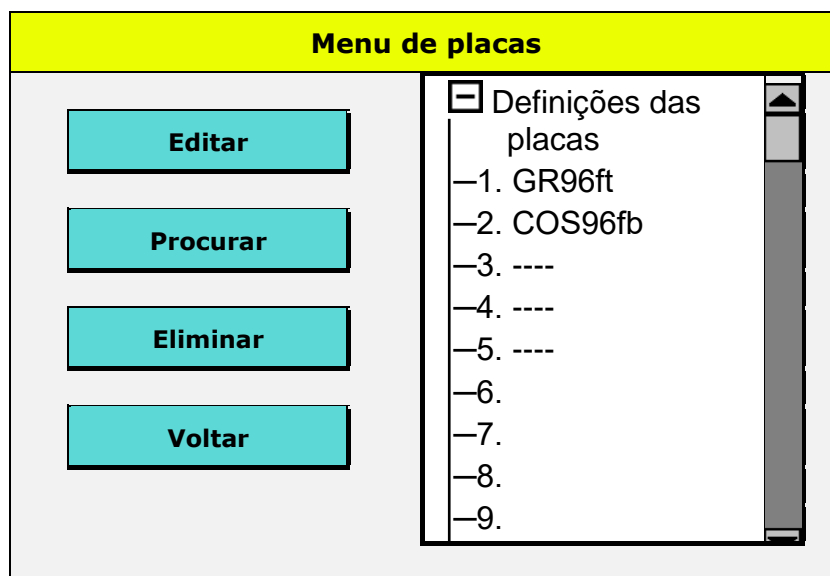 Menu de placas
Editar
Procurar
Eliminar
Voltar
Definições das
placas
1. GR96ft
2. COS96fb
3. ----
4. ----
5. ----
6.
7.
8.
9.